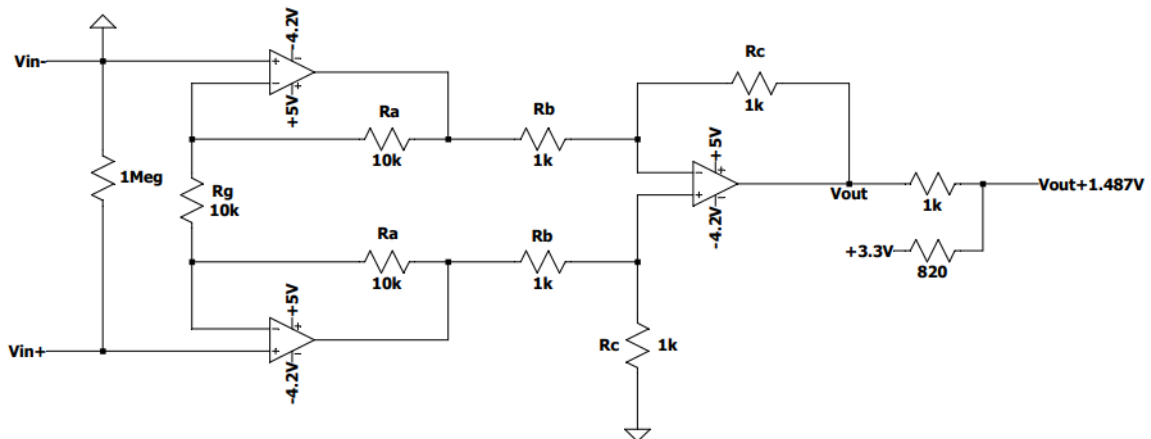 -4.2V
Vin-
+
-
-
+
+5V
Ra
10k
Rb
1k
Rc
1k
1Meg
Rg
10k
+5V
-
+
+
-
-4.2V
Vout
1k
Vout+1.487V
+3.3V
820
Ra
10k
Rb
1k
+5V
-
+
+
-
-4.2V
Vin+
Rc
1k